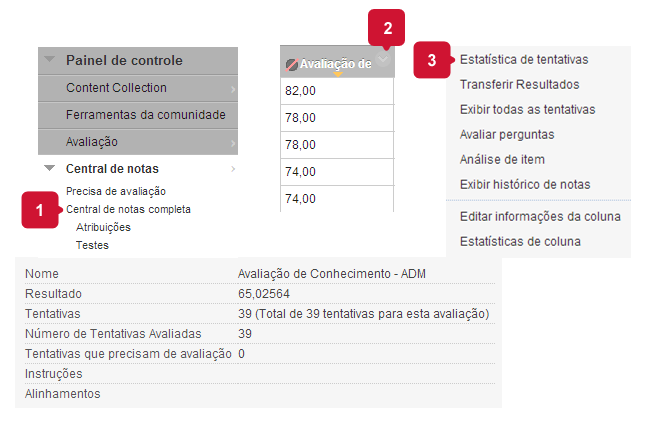 Painel de controle
Content Collection
Ferramentas da comunidade
Avaliação
Central de notas
Precisa de avaliação
1
Central de notas completa
Atribuições
Testes
2
Avaliação de
82,00
78,00
78,00
74,00
74,00
3
Estatística de tentativas
Transferir Resultados
Exibir todas as tentativas
Avaliar perguntas
Análise de item
Exibir histórico de notas
Editar informações da coluna
Estatísticas de coluna
Nome Avaliação de Conhecimento - ADM
Resultado 65,02564
Tentativas 39 (Total de 39 tentativas para esta avaliação)
Número de Tentativas Avaliadas 39
Tentativas que precisam de avaliação 0
Instruções
Alinhamentos